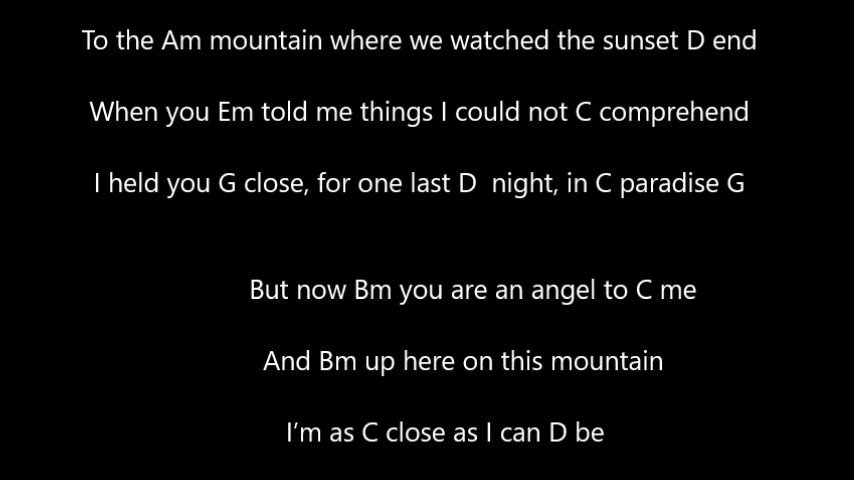 To the Am mountain where we watched the sunset D end
When you Em told me things I could not C comprehend
I held you G close, for one last D  night, in C paradise G
But now Bm you are an angel to C me
And Bm up here on this mountain
I’m as C close as I can D be